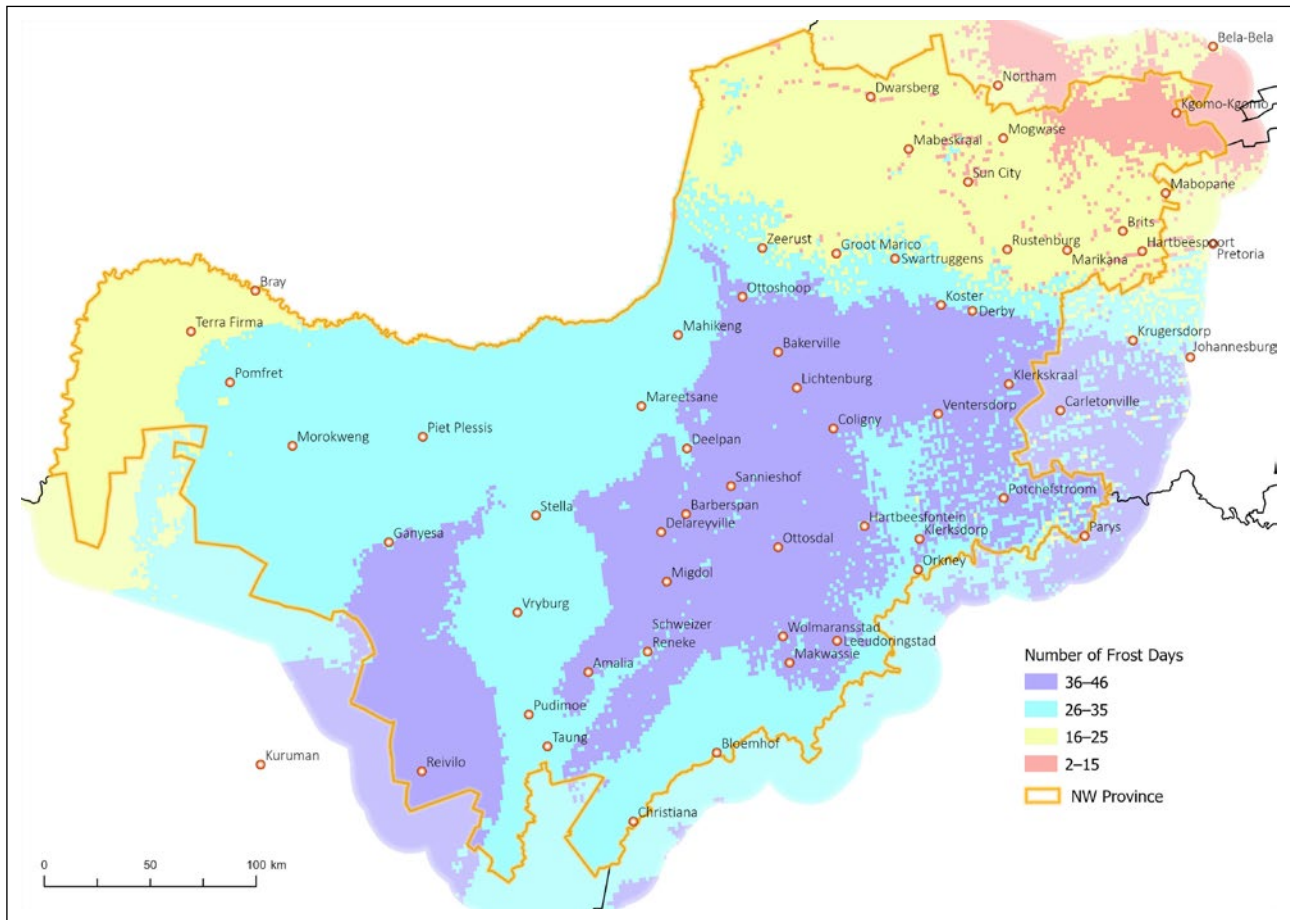 Bela-Bela
Northam
Dwarsberg
Kgomo-Kgomo
Mogwase
Mabeskraal
Sun City
Mabopane
Brits
Zeerust
Groot Marico
Rustenburg
Hartbeespoort
Swartruggens
Marikana
Pretoria
Bray
Ottoshoop
Koster
Derby
Terra Firma
Mahikeng
Krugersdorp
Bakerville
Johannesburg
Pomfret
Lichtenburg
Klerkskraal
Mareetsane
Ventersdorp
Carletonville
Piet Plessis
Coligny
Morokweng
Deelpan
Sannieshof
Potchefstroom
Stella
Barberspan
Delareyville
Hartbeesfontein
Klerksdorp
Parys
Ganyesa
Ottosdal
Orkney
Migdol
Vryburg
Schweizer
Reneke
Wolmaransstad
Leeudoringstad
Makwassie
Amalia
Pudimoe
Taung
Bloemhof
Kuruman
Reivilo
Christiana
Number of Frost Days
36–46
26–35
16–25
2–15
NW Province
0 50 100 km